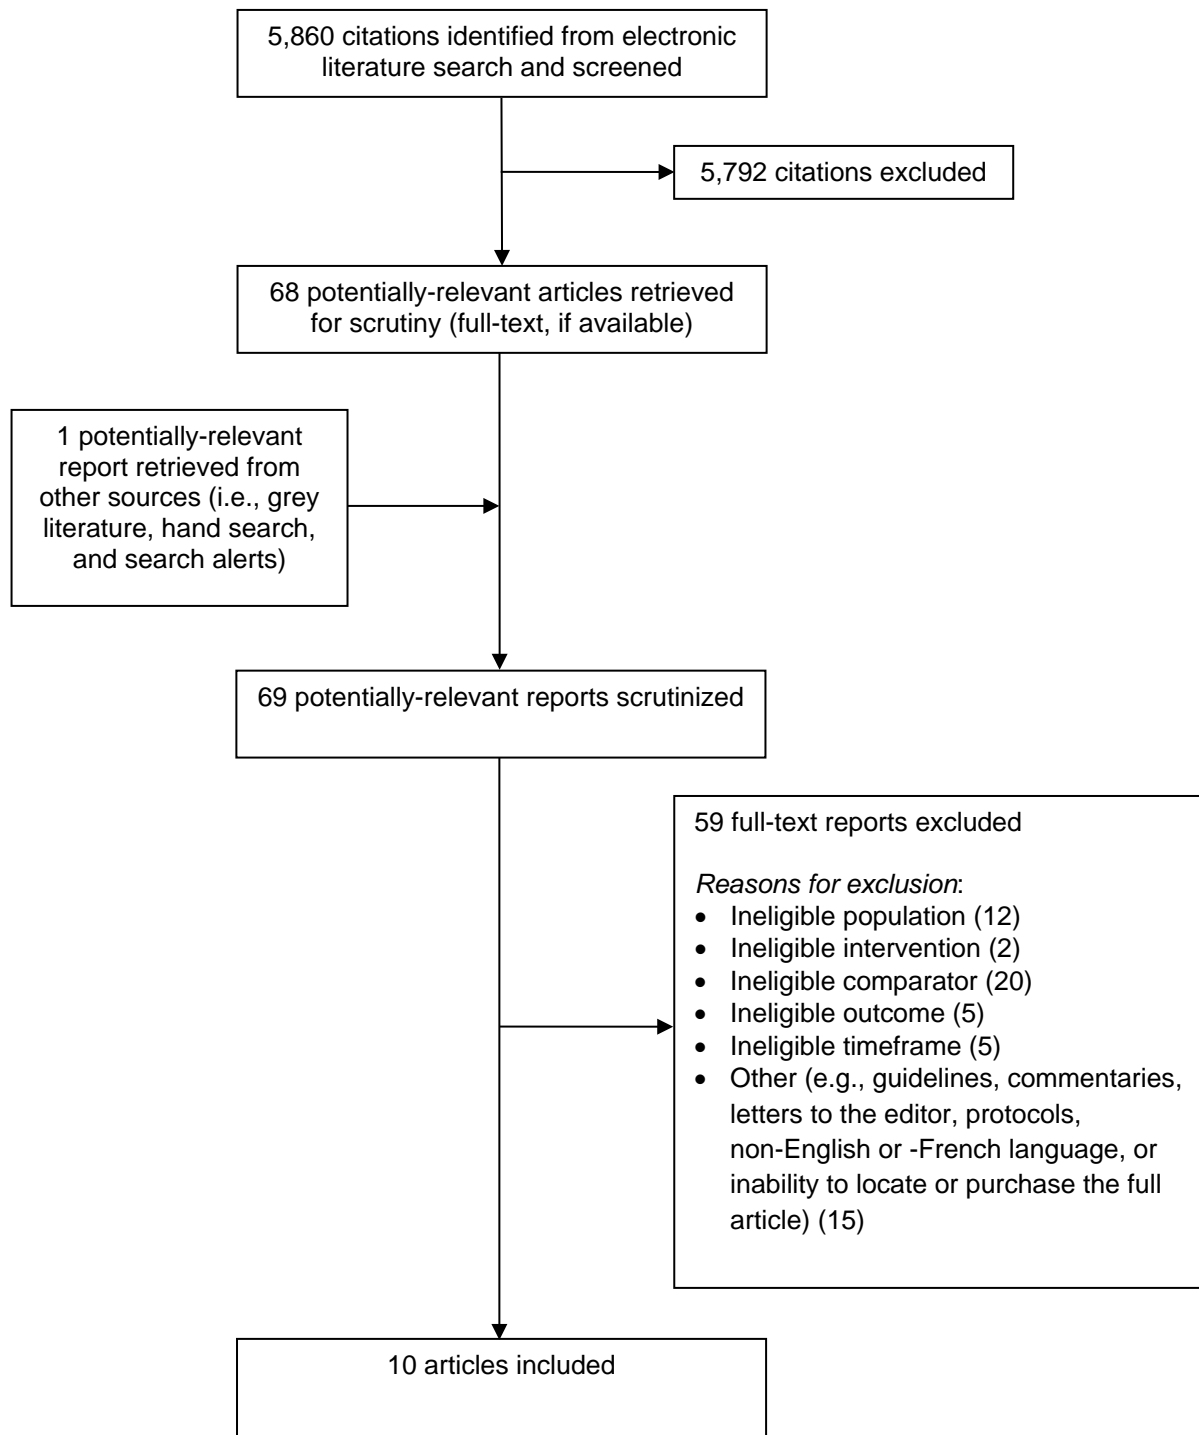 5,860 citations identified from electronic
literature search and screened
5,792 citations excluded
68 potentially-relevant articles retrieved
for scrutiny (full-text, if available)
1 potentially-relevant
report retrieved from
other sources (i.e., grey
literature, hand search,
and search alerts)
69 potentially-relevant reports scrutinized
59 full-text reports excluded
Reasons for exclusion:
• Ineligible population (12)
• Ineligible intervention (2)
• Ineligible comparator (20)
• Ineligible outcome (5)
• Ineligible timeframe (5)
• Other (e.g., guidelines, commentaries,
letters to the editor, protocols,
non-English or -French language, or
inability to locate or purchase the full
article) (15)
10 articles included